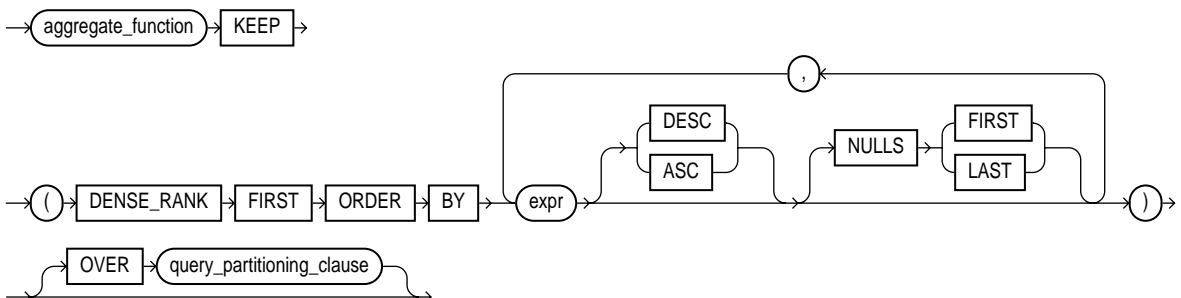 aggregate_function KEEP
,
DESC FIRST
NULLS
ASC LAST
( DENSE_RANK FIRST ORDER BY expr )
OVER query_partitioning_clause